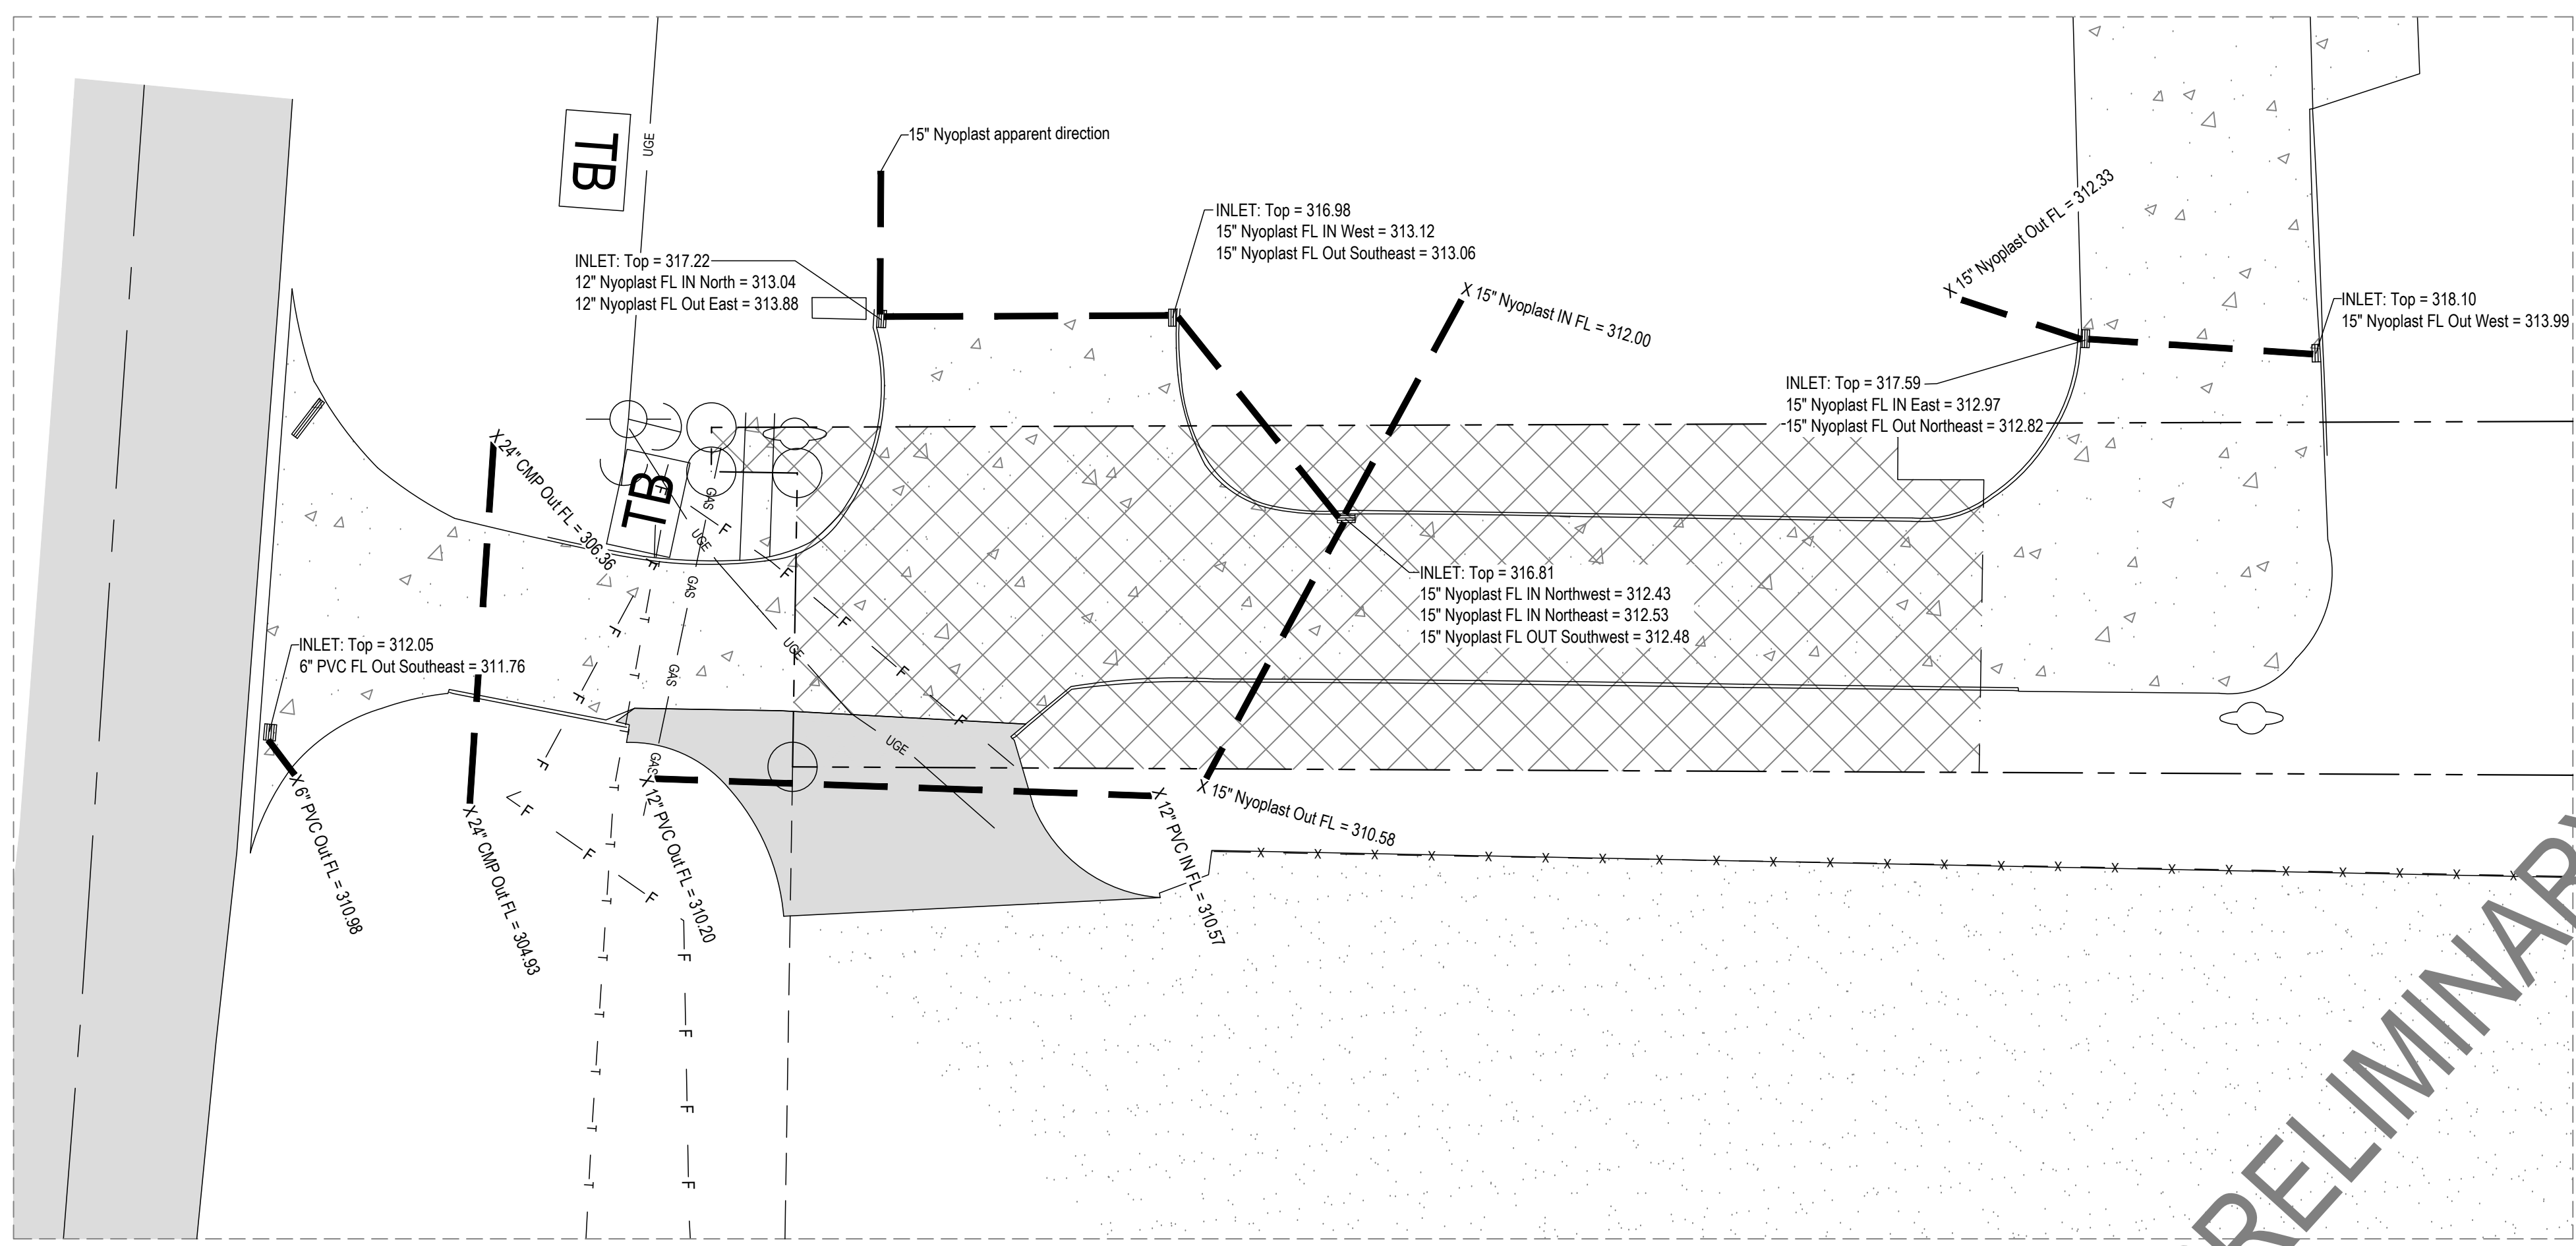 TB
UGE
15" Nyoplast apparent direction
INLET: Top = 317.22
12" Nyoplast FL IN North = 313.04
12" Nyoplast FL Out East = 313.88
INLET: Top = 316.98
15" Nyoplast FL IN West = 313.12
15" Nyoplast FL Out Southeast = 313.06
X 15" Nyoplast IN FL = 312.00
X 15" Nyoplast Out FL = 312.33
INLET: Top = 318.10
15" Nyoplast FL Out West = 313.99
INLET: Top = 317.59
15" Nyoplast FL IN East = 312.97
15" Nyoplast FL Out Northeast = 312.82
X 24" CMP Out FL = 306.36
TB
GAS
UGE
F
F
F
F
F
GAS
T
F
F
F
T
T
GAS
UGE
UGE
GAS
INLET: Top = 316.81
15" Nyoplast FL IN Northwest = 312.43
15" Nyoplast FL IN Northeast = 312.53
15" Nyoplast FL OUT Southwest = 312.48
INLET: Top = 312.05
6" PVC FL Out Southeast = 311.76
X 6" PVC Out FL = 310.98
X 24" CMP Out FL = 304.93
X 12" PVC Out FL = 310.20
X 12" PVC IN FL = 310.57
X 15" Nyoplast Out FL = 310.58
F
F
F
F
T
T
T
T
T
T
T
F
F
F
F
X X X X X X X X X X X X X X X X X X X X X X X
RELIMINARY